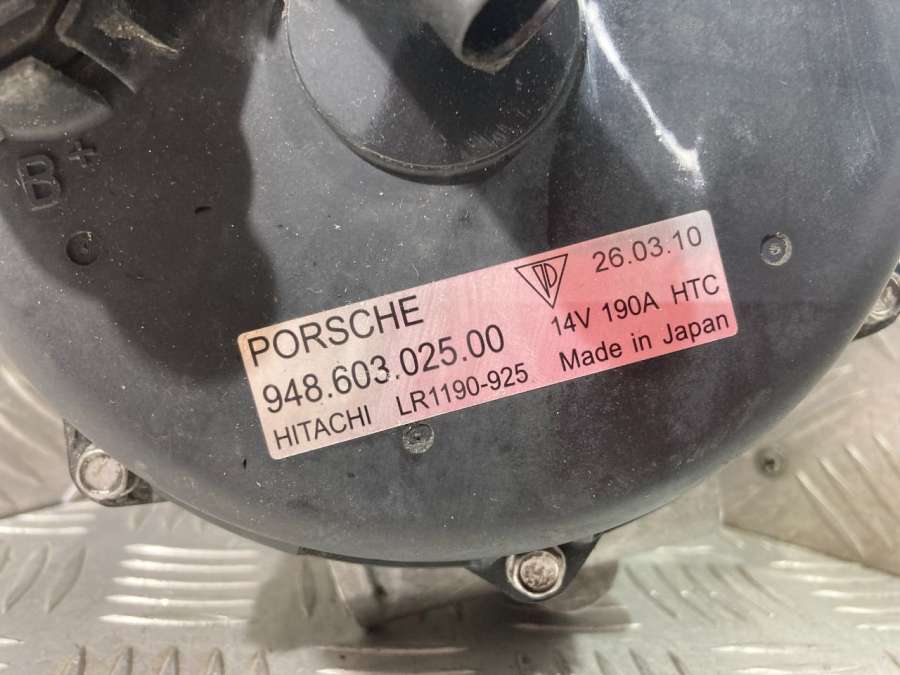 B+
PORSCHE 26.03.10
948.603.025.00 14V 190A HTC
HITACHI LR1190-925 Made in Japan